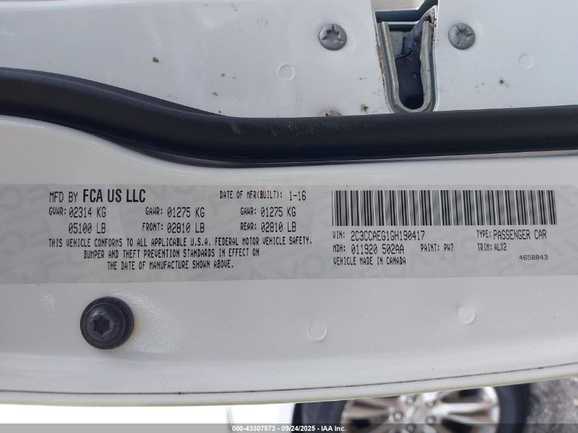 MFD BY FCA US LLC
DATE OF MFR(BUILT): 1-16
GVWR: 02314 KG GAWR: 01275 KG GAWR: 01275 KG
05100 LB FRONT: 02810 LB REAR: 02810 LB
THIS VEHICLE CONFORMS TO ALL APPLICABLE U.S.A. FEDERAL MOTOR VEHICLE SAFETY,
BUMPER AND THEFT PREVENTION STANDARDS IN EFFECT ON
THE DATE OF MANUFACTURE SHOWN ABOVE.
VIN: 2C3CCAEG1GH190417 TYPE: PASSENGER CAR
MDH: 011920 502AA PAINT: PW7 TRIM: ALX2
VEHICLE MADE IN CANADA 4658843
000-43307873 - 09/24/2025 - IAA Inc.